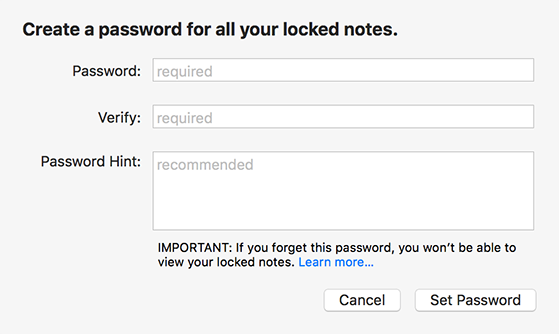 Create a password for all your locked notes.
Password: required
Verify: required
Password Hint: recommended
IMPORTANT: If you forget this password, you won’t be able to
view your locked notes. Learn more…
Cancel Set Password